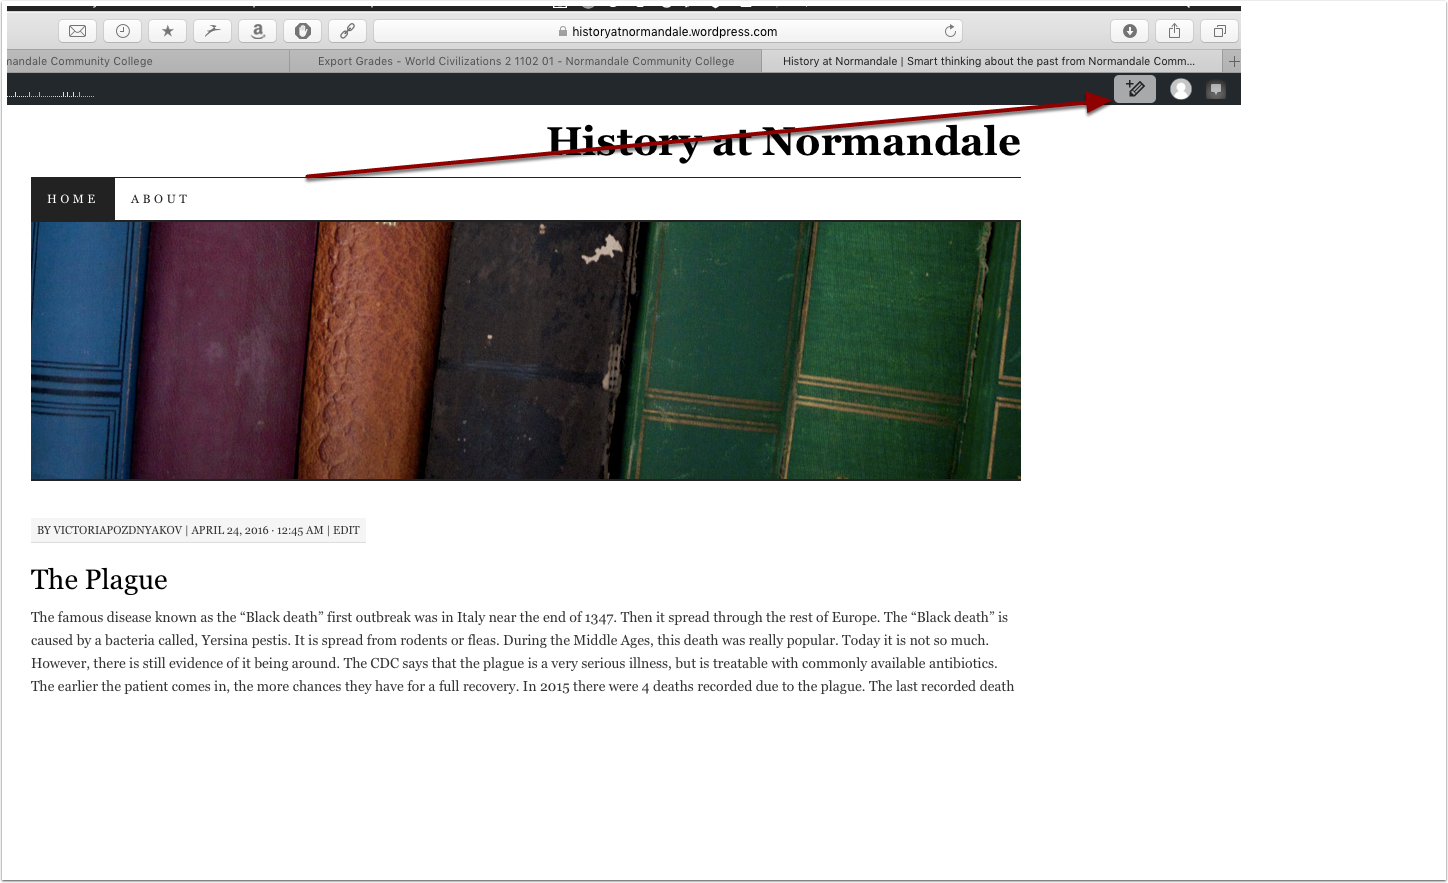 historyatnormandale.wordpress.com
mandale Community College
Export Grades - World Civilizations 2 1102 01 - Normandale Community College
History at Normandale | Smart thinking about the past from Normandale Comm...
History at Normandale
HOME
ABOUT
BY VICTORIAPOZDNYAKOV | APRIL 24, 2016 · 12:45 AM | EDIT
The Plague
The famous disease known as the “Black death” first outbreak was in Italy near the end of 1347. Then it spread through the rest of Europe. The “Black death” is
caused by a bacteria called, Yersina pestis. It is spread from rodents or fleas. During the Middle Ages, this death was really popular. Today it is not so much.
However, there is still evidence of it being around. The CDC says that the plague is a very serious illness, but is treatable with commonly available antibiotics.
The earlier the patient comes in, the more chances they have for a full recovery. In 2015 there were 4 deaths recorded due to the plague. The last recorded death